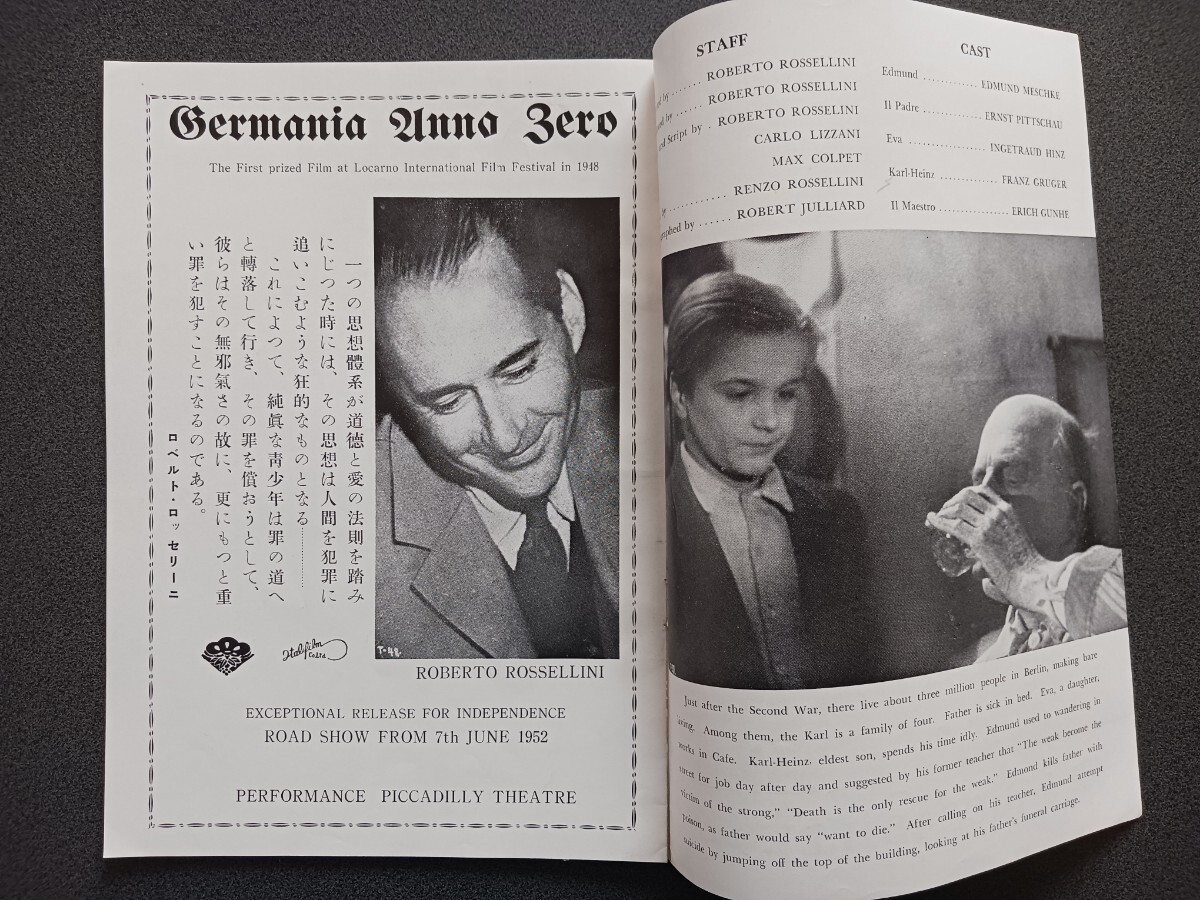 Germania Anno Zero
The First prized Film at Locarno International Film Festival in 1948
一つの思想體系が道德と愛の法則を踏み
にじつた時には、その思想は人間を犯罪に
追いこむような狂的なものとなる…………
これによつて、純眞な靑少年は罪の道へ
と轉落して行き、その罪を償おうとして、
彼らはその無邪氣さの故に、更にもつと重
い罪を犯すことになるのである。
ロベルト・ロッセリーニ
Italifilm
T-48.
ROBERTO ROSSELLINI
EXCEPTIONAL RELEASE FOR INDEPENDENCE
ROAD SHOW FROM 7th JUNE 1952
PERFORMANCE PICCADILLY THEATRE
STAFF
by ....... ROBERTO ROSSELLINI
by ....... ROBERTO ROSSELLINI
and Script by . ROBERTO ROSSELINI
CARLO LIZZANI
MAX COLPET
by ............ RENZO ROSSELLINI
graphed by ...... ROBERT JULLIARD
CAST
Edmund ........... EDMUND MESCHKE
Il Padre ............ ERNST PITTSCHAU
Eva .................. INGETRAUD HINZ
Karl-Heinz .............. FRANZ GRUGER
Il Maestro ................. ERICH GUNHE
Just after the Second War, there live about three million people in Berlin, making bare
living. Among them, the Karl is a family of four. Father is sick in bed. Eva, a daughter,
works in Cafe. Karl-Heinz, eldest son, spends his time idly. Edmund used to wandering in
street for job day after day and suggested by his former teacher that "The weak become the
victim of the strong," "Death is the only rescue for the weak." Edmond kills father with
poison, as father would say "want to die." After calling on his teacher, Edmund attempt
suicide by jumping off the top of the building, looking at his father's funeral carriage.